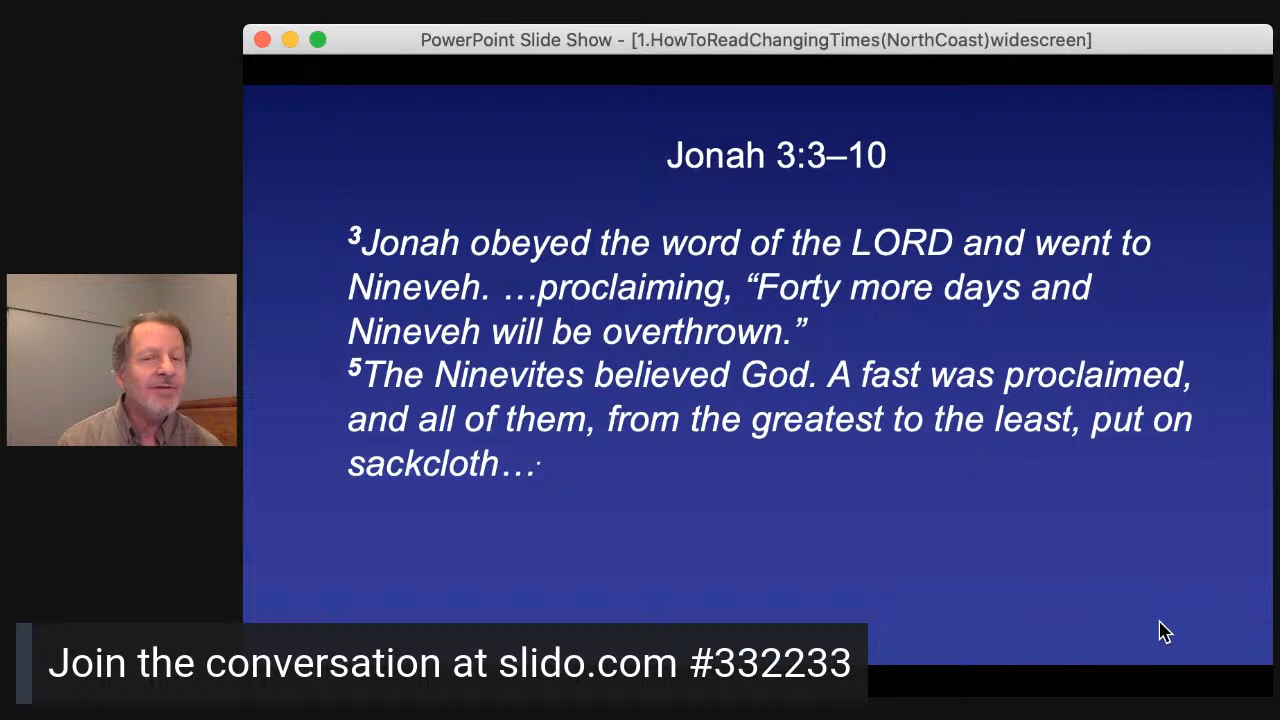 PowerPoint Slide Show - [1.HowToReadChangingTimes(NorthCoast)widescreen]
Jonah 3:3–10
3Jonah obeyed the word of the LORD and went to
Nineveh. …proclaiming, “Forty more days and
Nineveh will be overthrown.”
5The Ninevites believed God. A fast was proclaimed,
and all of them, from the greatest to the least, put on
sackcloth….
Join the conversation at slido.com #332233